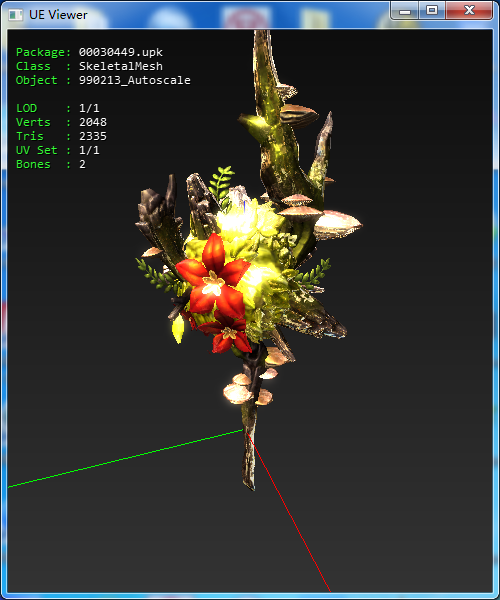 UE Viewer
Package: 00030449.upk
Class  : SkeletalMesh
Object : 990213_Autoscale
LOD    : 1/1
Verts  : 2048
Tris   : 2335
UV Set : 1/1
Bones  : 2